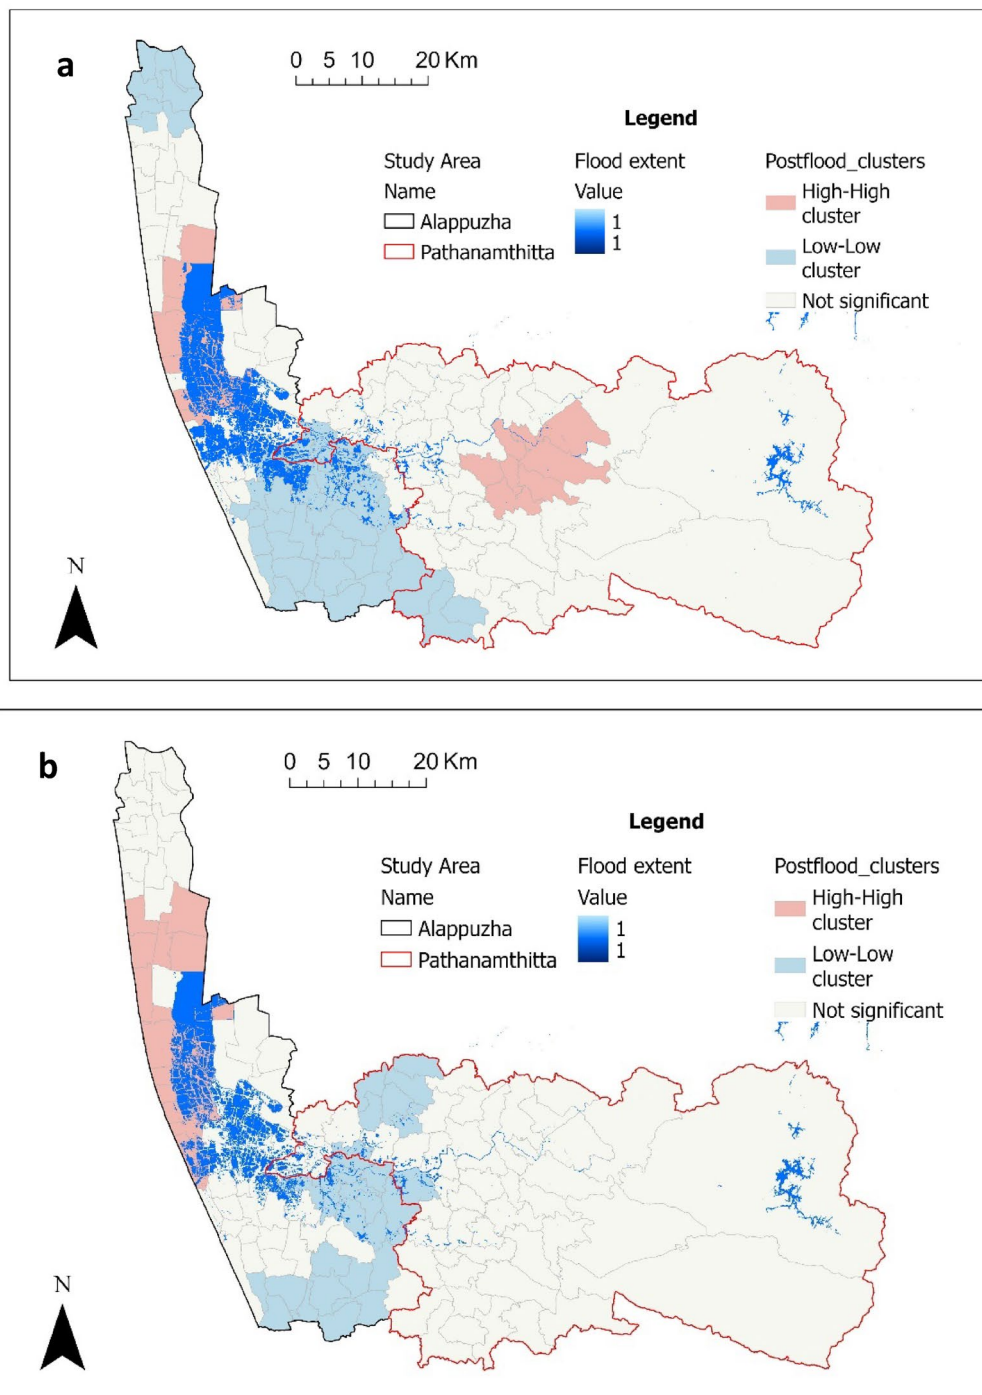 a
0 5 10 20 Km
Legend
Study Area
Name
Alappuzha
Pathanamthitta
Flood extent
Value
1
1
Postflood_clusters
High-High
cluster
Low-Low
cluster
Not significant
N
b
0 5 10 20 Km
Legend
Study Area
Name
Alappuzha
Pathanamthitta
Flood extent
Value
1
1
Postflood_clusters
High-High
cluster
Low-Low
cluster
Not significant
N